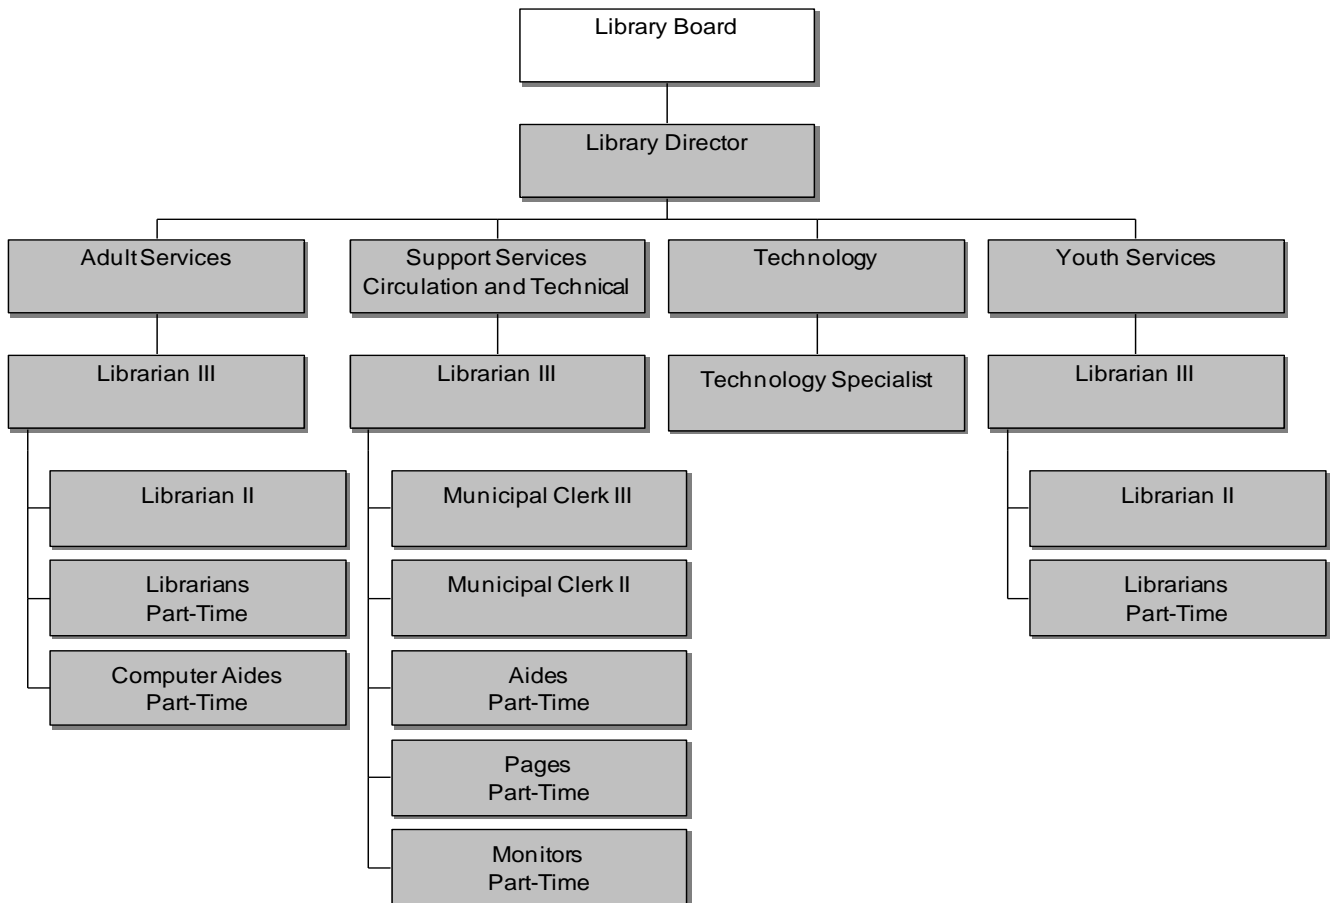 Library Board
Library Director
Adult Services
Support Services
Circulation and Technical
Technology
Youth Services
Librarian III
Librarian III
Technology Specialist
Librarian III
Librarian II
Librarians
Part-Time
Computer Aides
Part-Time
Municipal Clerk III
Municipal Clerk II
Aides
Part-Time
Pages
Part-Time
Monitors
Part-Time
Librarian II
Librarians
Part-Time